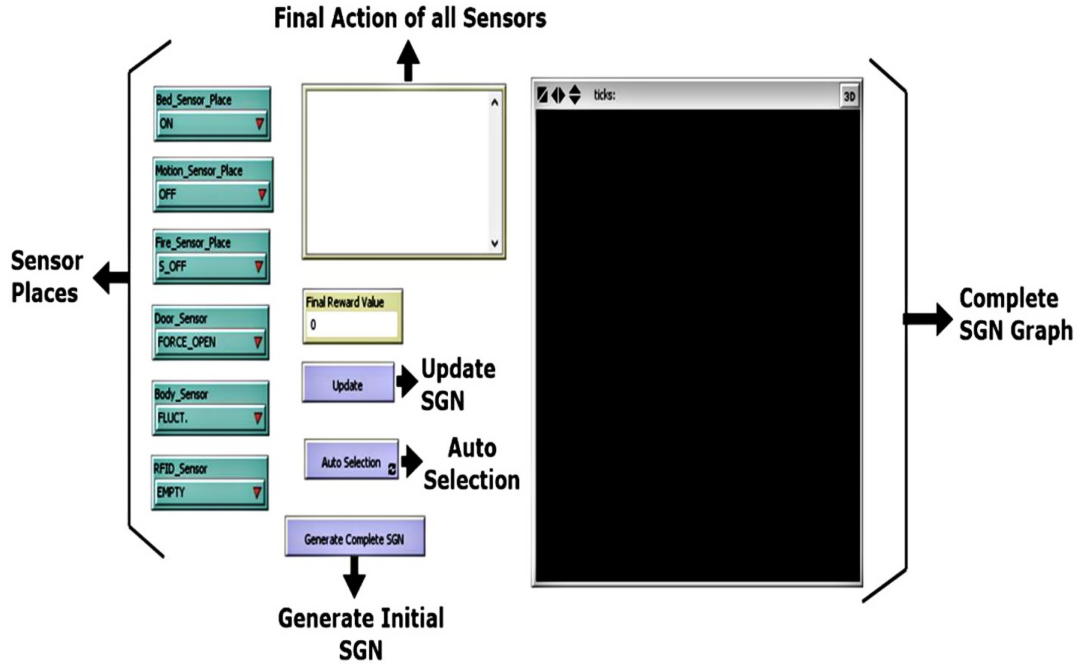 Final Action of all Sensors
Bed_Sensor_Place
ON
Motion_Sensor_Place
OFF
Fire_Sensor_Place
S_OFF
Door_Sensor
FORCE_OPEN
Body_Sensor
FLUCT.
RFID_Sensor
EMPTY
Sensor
Places
Final Reward Value
0
Update
Update
SGN
Auto Selection
Auto
Selection
Generate Complete SGN
Generate Initial
SGN
ticks:
3D
Complete
SGN Graph